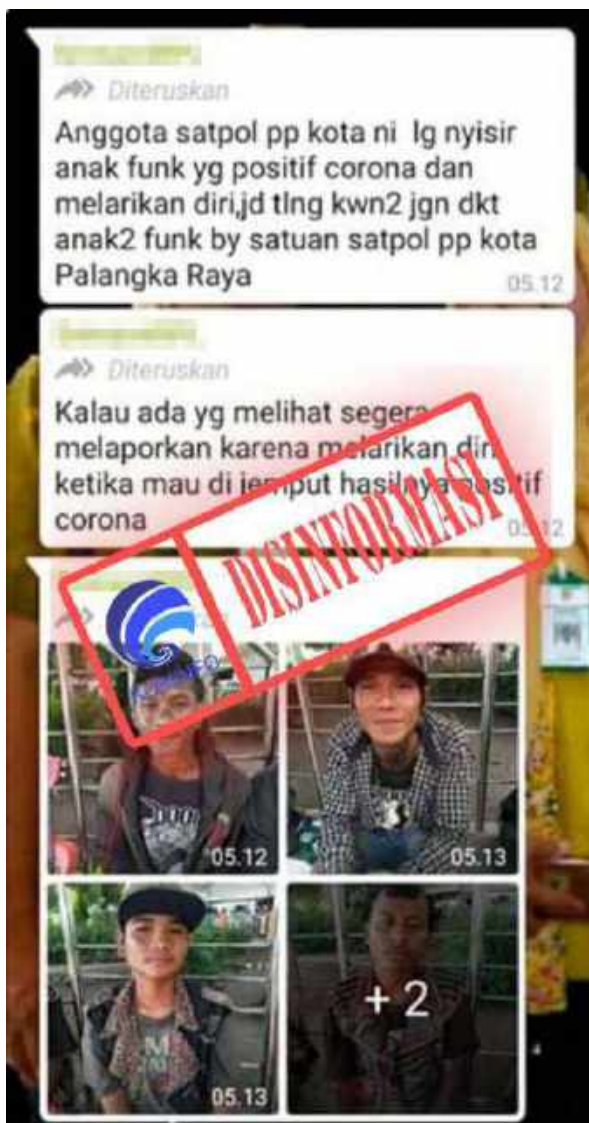 Diteruskan
Anggota satpol pp kota ni lg nyisir
anak funk yg positif corona dan
melarikan diri,jd tlng kwn2 jgn dkt
anak2 funk by satuan satpol pp kota
Palangka Raya
05.12
Diteruskan
Kalau ada yg melihat segera
melaporkan karena melarikan diri
ketika mau di jemput hasilnya positif
corona
05.12
DISINFORMASI
05.12
05.13
05.13
+ 2